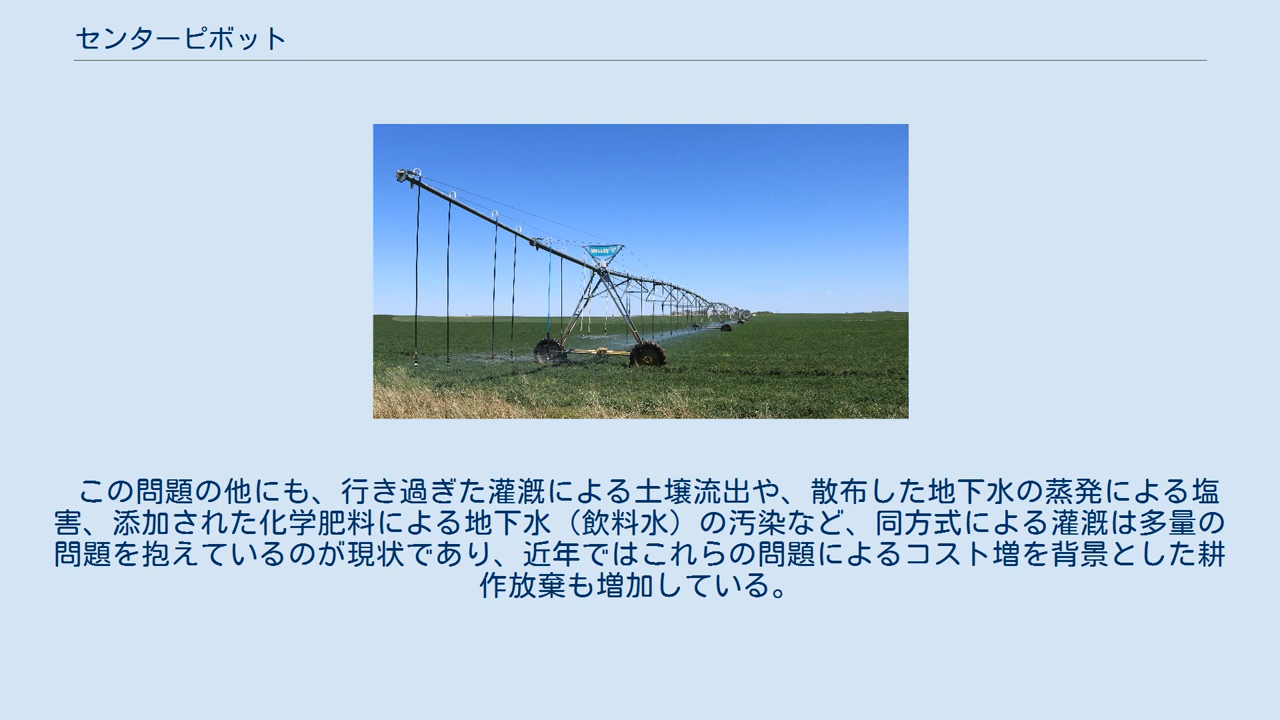 センターピボット
VALLEY
この問題の他にも、行き過ぎた灌漑による土壌流出や、散布した地下水の蒸発による塩
害、添加された化学肥料による地下水（飲料水）の汚染など、同方式による灌漑は多量の
問題を抱えているのが現状であり、近年ではこれらの問題によるコスト増を背景とした耕
作放棄も増加している。